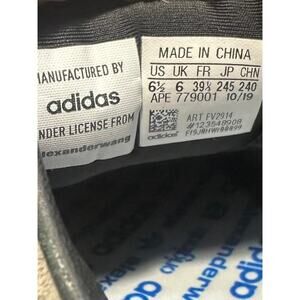 MANUFACTURED BY
adidas
UNDER LICENSE FROM
alexanderwang
MADE IN CHINA
US UK FR JP CHN
6½ 6 39⅓ 245 240
APE 779001 10/19
ART FV2914
adidas
alexa